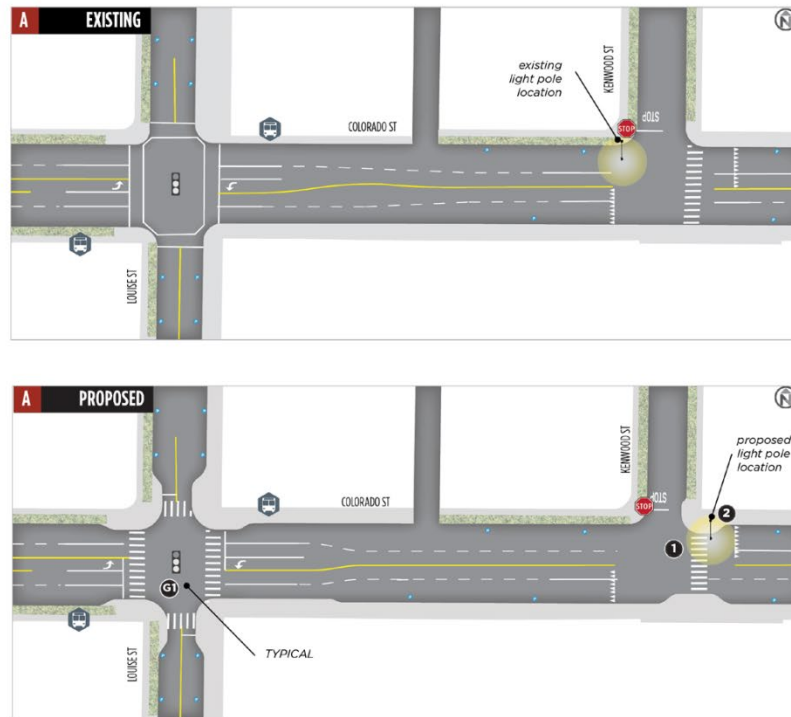 A EXISTING
N
existing
light pole
location
KENWOOD ST
STOP
STOP
COLORADO ST
LOUISE ST
A PROPOSED
N
proposed
light pole
location
KENWOOD ST
STOP
STOP
COLORADO ST
2
1
G1
TYPICAL
LOUISE ST